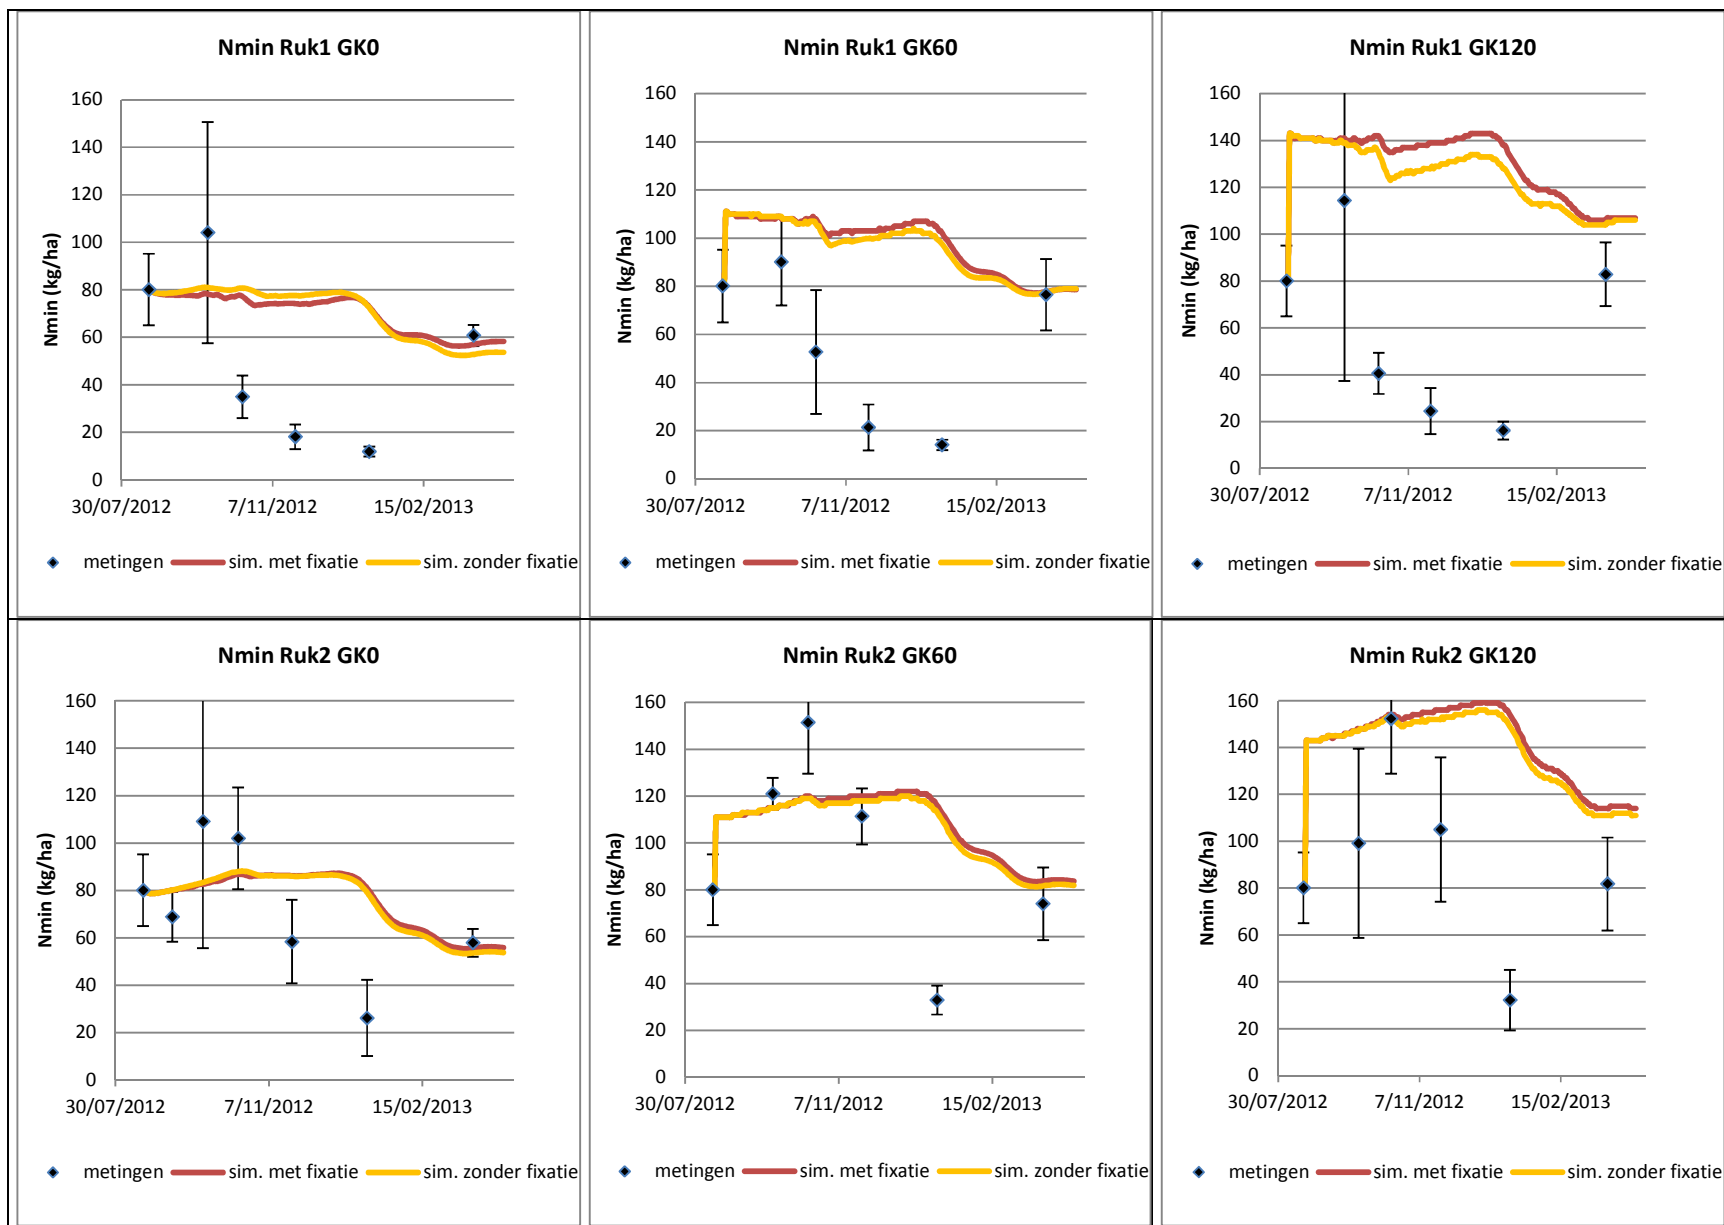 Nmin Ruk1 GK0
Nmin (kg/ha)
160
140
120
100
80
60
40
20
0
30/07/2012 7/11/2012 15/02/2013
metingen sim. met fixatie sim. zonder fixatie
Nmin Ruk1 GK60
Nmin (kg/ha)
160
140
120
100
80
60
40
20
0
30/07/2012 7/11/2012 15/02/2013
metingen sim. met fixatie sim. zonder fixatie
Nmin Ruk1 GK120
Nmin (kg/ha)
160
140
120
100
80
60
40
20
0
30/07/2012 7/11/2012 15/02/2013
metingen sim. met fixatie sim. zonder fixatie
Nmin Ruk2 GK0
Nmin (kg/ha)
160
140
120
100
80
60
40
20
0
30/07/2012 7/11/2012 15/02/2013
metingen sim. met fixatie sim. zonder fixatie
Nmin Ruk2 GK60
Nmin (kg/ha)
160
140
120
100
80
60
40
20
0
30/07/2012 7/11/2012 15/02/2013
metingen sim. met fixatie sim. zonder fixatie
Nmin Ruk2 GK120
Nmin (kg/ha)
160
140
120
100
80
60
40
20
0
30/07/2012 7/11/2012 15/02/2013
metingen sim. met fixatie sim. zonder fixatie